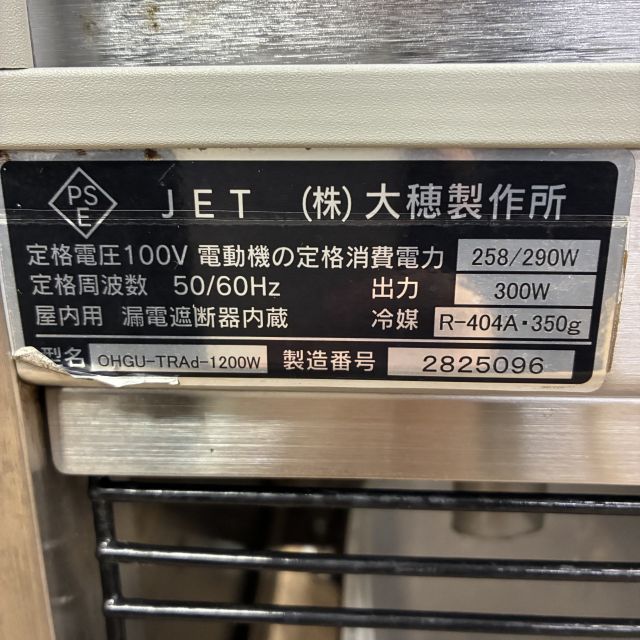 PSE JET (株)大穂製作所
定格電圧100V 電動機の定格消費電力 258/290W
定格周波数 50/60Hz 出力 300W
屋内用 漏電遮断器内蔵 冷媒 R-404A・350g
型名 OHGU-TRAd-1200W 製造番号 2825096